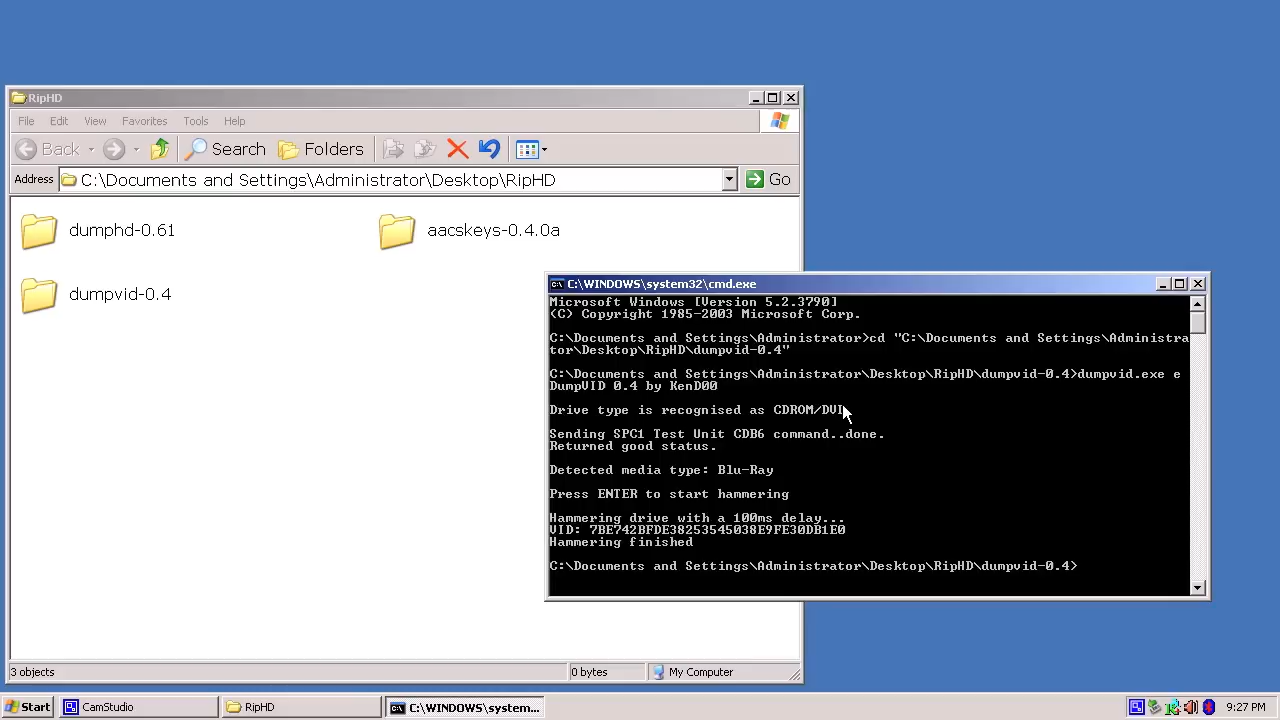 RipHD
File Edit View Favorites Tools Help
Back Search Folders
Address C:\Documents and Settings\Administrator\Desktop\RipHD Go
dumphd-0.61 aacskeys-0.4.0a
dumpvid-0.4
C:\WINDOWS\system32\cmd.exe
Microsoft Windows [Version 5.2.3790]
(C) Copyright 1985-2003 Microsoft Corp.
C:\Documents and Settings\Administrator>cd "C:\Documents and Settings\Administra
tor\Desktop\RipHD\dumpvid-0.4"
C:\Documents and Settings\Administrator\Desktop\RipHD\dumpvid-0.4>dumpvid.exe e
DumpVID 0.4 by KenD00
Drive type is recognised as CDROM/DVD
Sending SPC1 Test Unit CDB6 command..done.
Returned good status.
Detected media type: Blu-Ray
Press ENTER to start hammering
Hammering drive with a 100ms delay...
VID: 7BE742BFDE38253545038E9FE30DB1E0
Hammering finished
C:\Documents and Settings\Administrator\Desktop\RipHD\dumpvid-0.4>
3 objects 0 bytes My Computer
Start CamStudio RipHD C:\WINDOWS\system... 9:27 PM